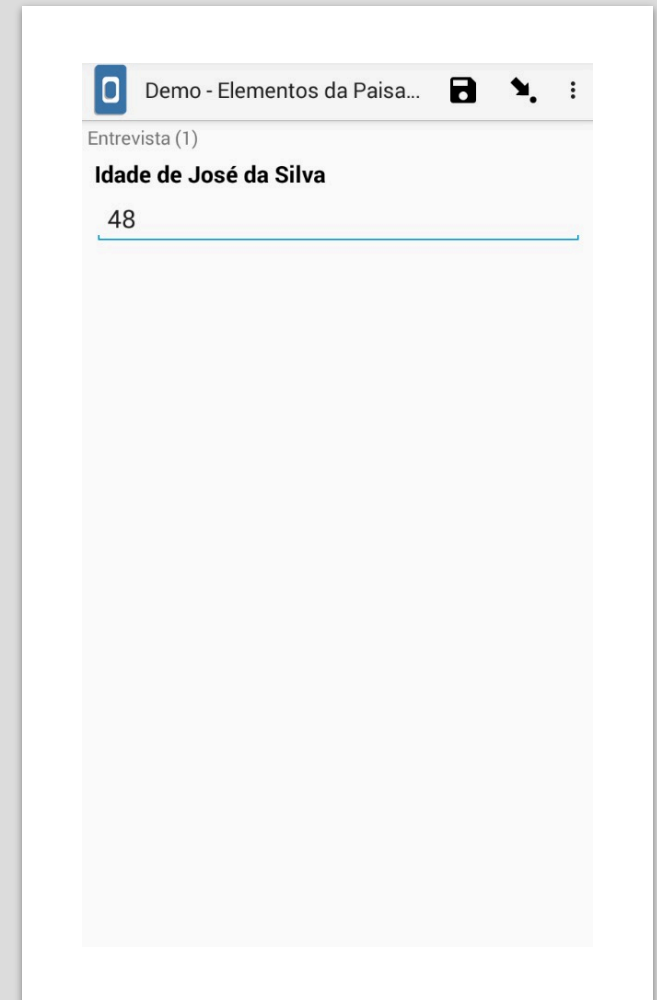 Demo - Elementos da Paisa...
Entrevista (1)
Idade de José da Silva
48